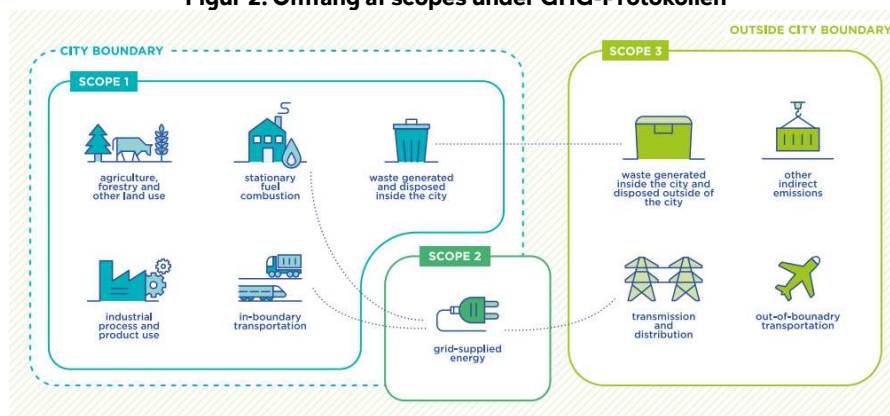 Figur 2. Omfang af scopes under GHG-Protokollen
OUTSIDE CITY BOUNDARY
CITY BOUNDARY
SCOPE 1
SCOPE 3
agriculture,
forestry and
other land use
stationary
fuel
combustion
waste generated
and disposed
inside the city
waste generated
inside the city and
disposed outside of
the city
other
indirect
emissions
SCOPE 2
industrial
process and
product use
in-boundary
transportation
grid-supplied
energy
transmission
and
distribution
out-of-bounadry
transportation